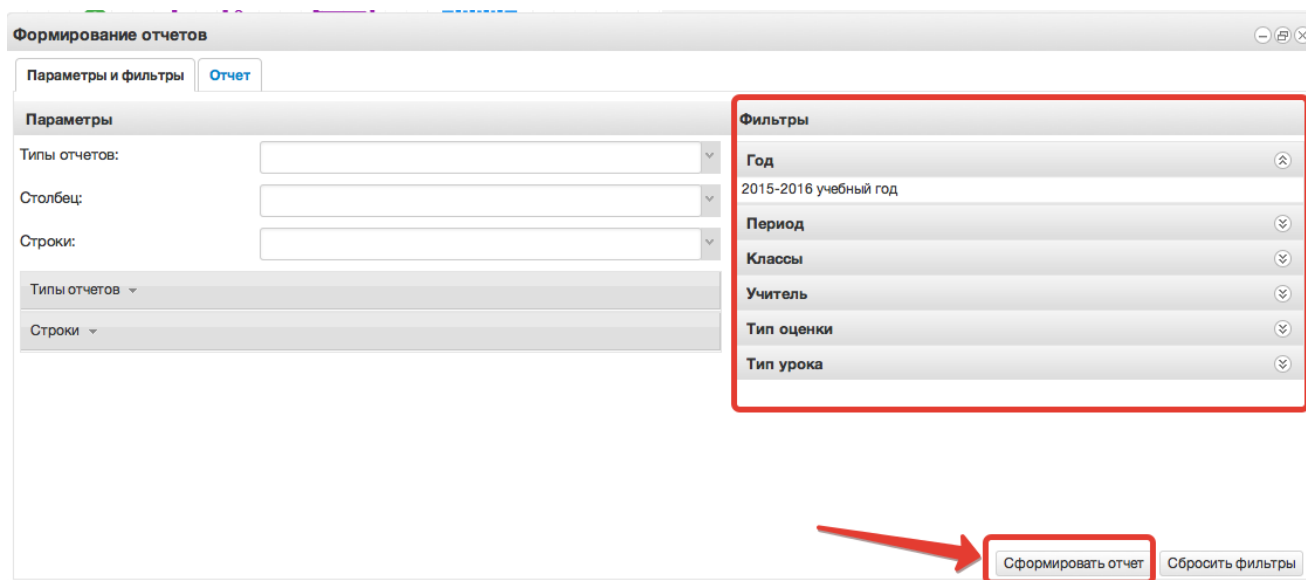 Формирование отчетов
Параметры и фильтры Отчет
Параметры
Типы отчетов:
Столбец:
Строки:
Типы отчетов
Строки
Фильтры
Год
2015-2016 учебный год
Период
Классы
Учитель
Тип оценки
Тип урока
Сформировать отчет Сбросить фильтры